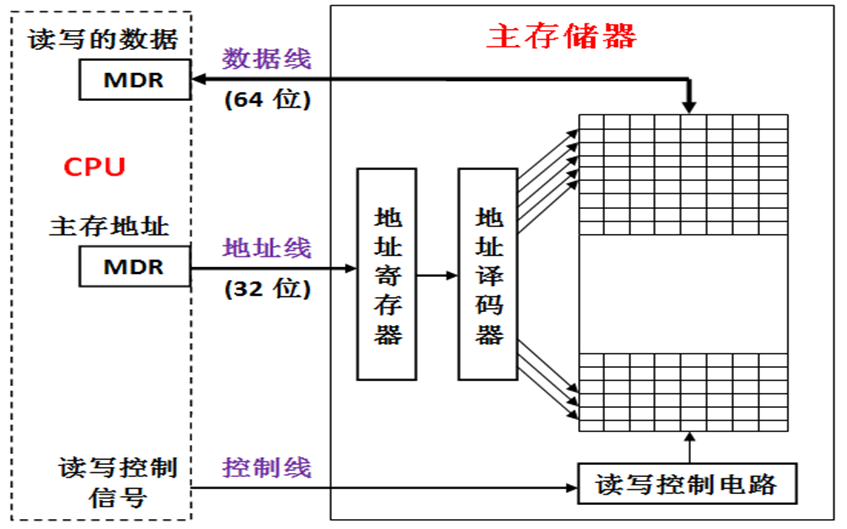 主存储器
读写的数据
MDR
数据线
(64 位)
CPU
主存地址
MDR
地址线
(32 位)
地址寄存器
地址译码器
读写控制
信号
控制线
读写控制电路